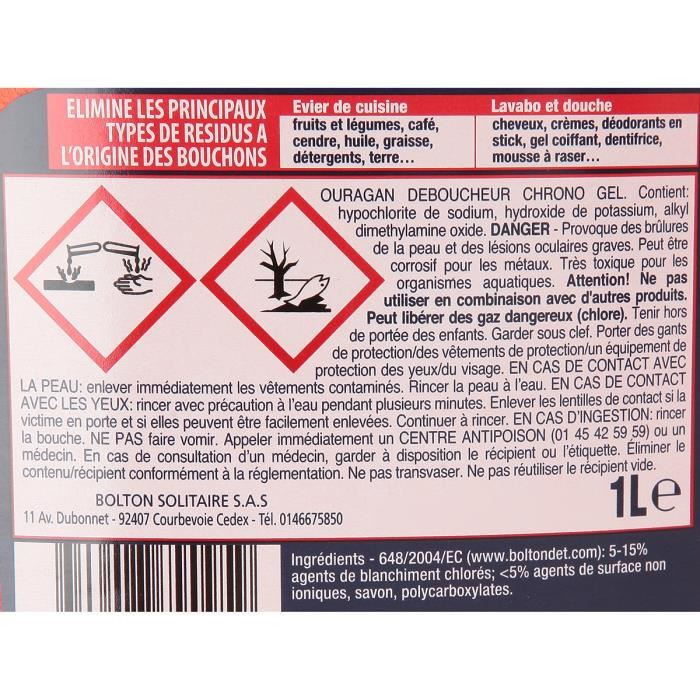 ELIMINE LES PRINCIPAUX
TYPES DE RESIDUS A
L'ORIGINE DES BOUCHONS
Evier de cuisine
fruits et légumes, café,
cendre, huile, graisse,
détergents, terre...
Lavabo et douche
cheveux, crèmes, déodorants en
stick, gel coiffant, dentifrice,
mousse à raser...
OURAGAN DEBOUCHEUR CHRONO GEL. Contient:
hypochlorite de sodium, hydroxide de potassium, alkyl
dimethylamine oxide. DANGER - Provoque des brûlures
de la peau et des lésions oculaires graves. Peut être
corrosif pour les métaux. Très toxique pour les
organismes aquatiques. Attention! Ne pas
utiliser en combinaison avec d'autres produits.
Peut libérer des gaz dangereux (chlore). Tenir hors
de portée des enfants. Garder sous clef. Porter des gants
de protection/des vêtements de protection/un équipement de
protection des yeux/du visage. EN CAS DE CONTACT AVEC
LA PEAU: enlever immédiatement les vêtements contaminés. Rincer la peau à l'eau. EN CAS DE CONTACT
AVEC LES YEUX: rincer avec précaution à l'eau pendant plusieurs minutes. Enlever les lentilles de contact si la
victime en porte et si elles peuvent être facilement enlevées. Continuer à rincer. EN CAS D'INGESTION: rincer
la bouche. NE PAS faire vomir. Appeler immédiatement un CENTRE ANTIPOISON (01 45 42 59 59) ou un
médecin. En cas de consultation d'un médecin, garder à disposition le récipient ou l'étiquette. Éliminer le
contenu/récipient conformément à la réglementation. Ne pas transvaser. Ne pas réutiliser le récipient vide.
BOLTON SOLITAIRE S.A.S
11 Av. Dubonnet - 92407 Courbevoie Cedex - Tél. 0146675850
1L e
Ingrédients - 648/2004/EC (www.boltondet.com): 5-15%
agents de blanchiment chlorés; <5% agents de surface non
ioniques, savon, polycarboxylates.